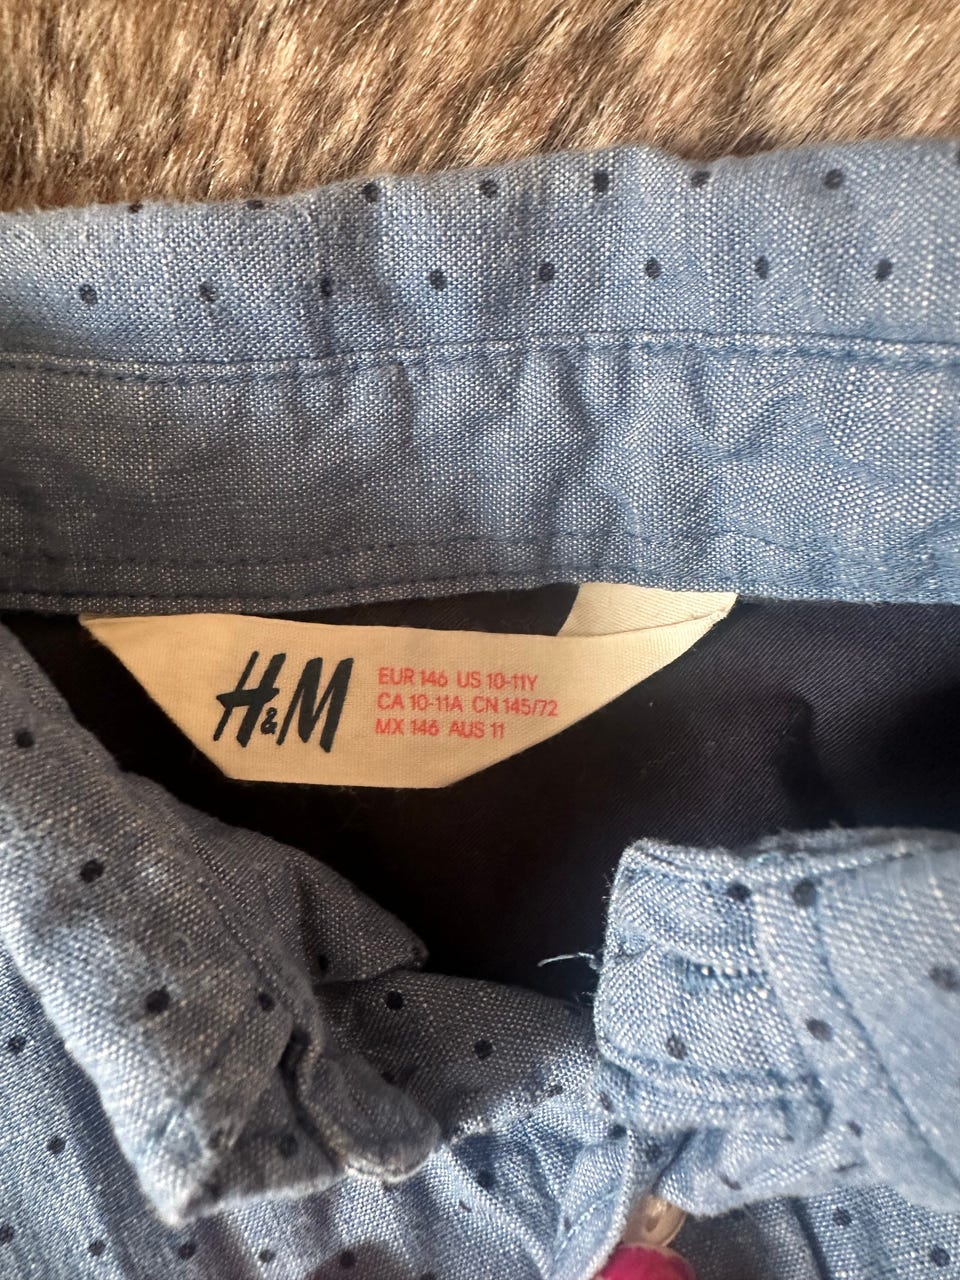 H&M
EUR 146 US 10-11Y
CA 10-11A CN 145/72
MX 146 AUS 11